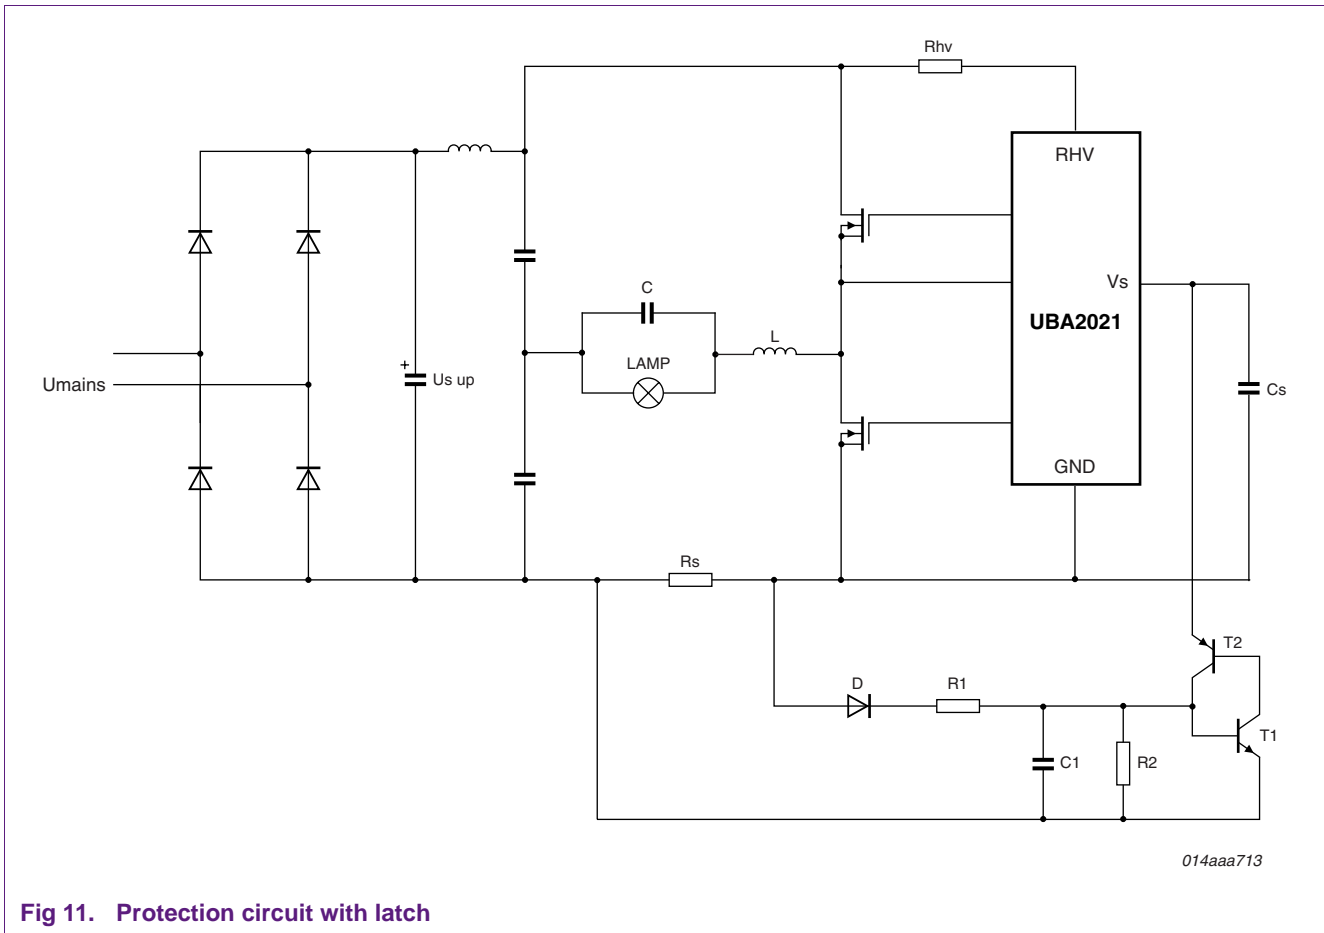 Rhv
RHV
C
Vs
L
UBA2021
LAMP
+
Us up
Umains
Cs
GND
Rs
T2
D
R1
T1
C1
R2
014aaa713
Fig 11. Protection circuit with latch